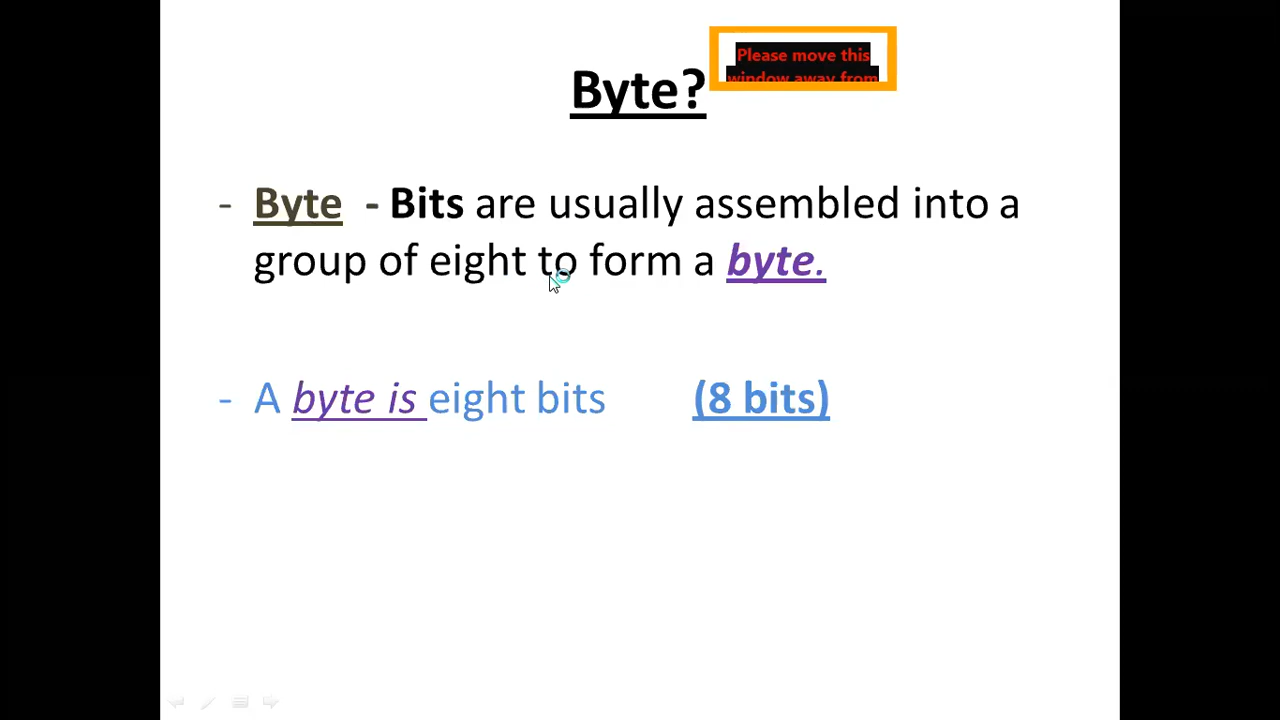 Please move this
window away from
Byte?
- Byte - Bits are usually assembled into a
group of eight to form a byte.
- A byte is eight bits (8 bits)